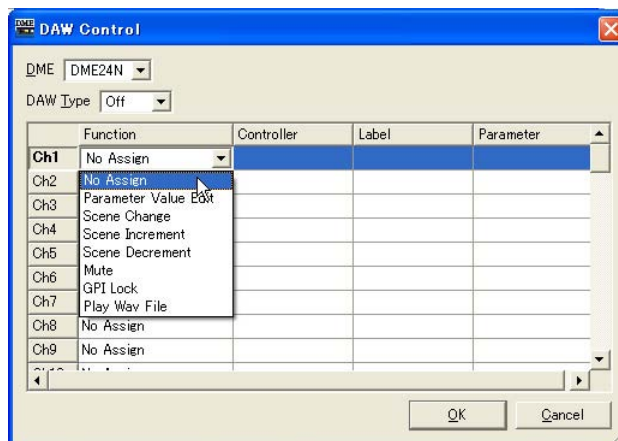 DAW Control
DME DME24N
DAW Type Off
Function Controller Label Parameter
Ch1 No Assign
Ch2 No Assign
Ch3 Parameter Value Edit
Scene Change
Ch4 Scene Increment
Ch5 Scene Decrement
Ch6 Mute
GPI Lock
Ch7 Play Wav File
Ch8 No Assign
Ch9 No Assign
OK Cancel